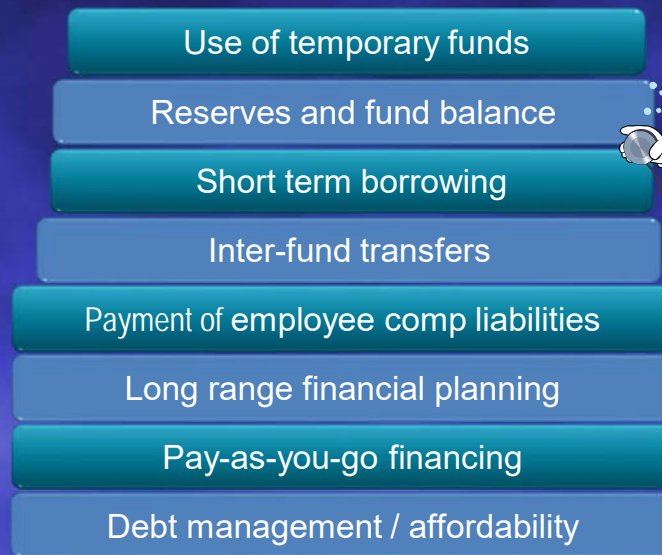 Use of temporary funds
Reserves and fund balance
Short term borrowing
Inter-fund transfers
Payment of employee comp liabilities
Long range financial planning
Pay-as-you-go financing
Debt management / affordability